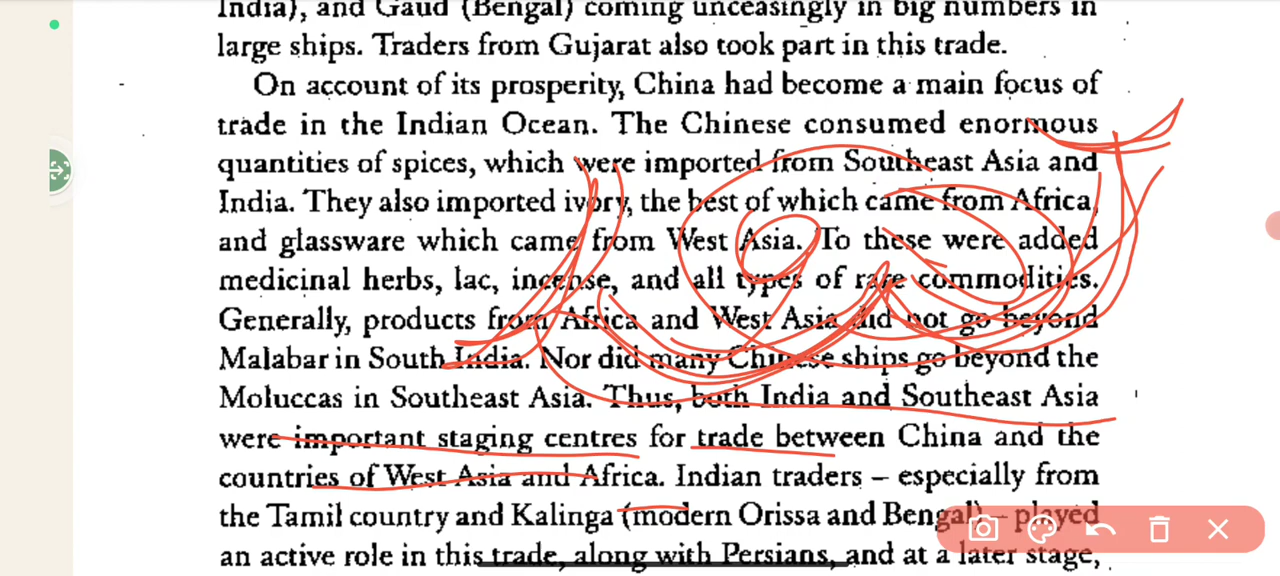 India), and Gaud (Bengal) coming unceasingly in big numbers in
large ships. Traders from Gujarat also took part in this trade.
On account of its prosperity, China had become a main focus of
trade in the Indian Ocean. The Chinese consumed enormous
quantities of spices, which were imported from Southeast Asia and
India. They also imported ivory, the best of which came from Africa,
and glassware which came from West Asia. To these were added
medicinal herbs, lac, incense, and all types of rare commodities.
Generally, products from Africa and West Asia did not go beyond
Malabar in South India. Nor did many Chinese ships go beyond the
Moluccas in Southeast Asia. Thus, both India and Southeast Asia
were important staging centres for trade between China and the
countries of West Asia and Africa. Indian traders – especially from
the Tamil country and Kalinga (modern Orissa and Bengal) – played
an active role in this trade, along with Persians, and at a later stage,